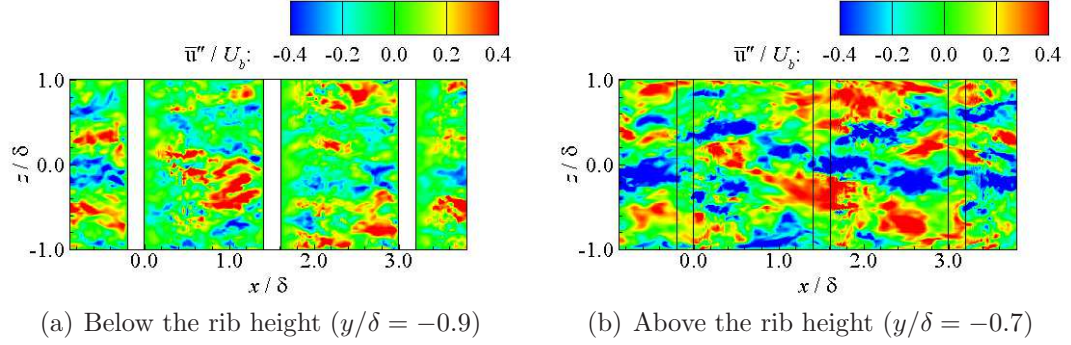 ū″ / U_b: -0.4 -0.2 0.0 0.2 0.4
1.0
0.0
-1.0
z / δ
0.0 1.0 2.0 3.0
x / δ
(a) Below the rib height (y/δ = −0.9)
ū″ / U_b: -0.4 -0.2 0.0 0.2 0.4
1.0
0.0
-1.0
z / δ
0.0 1.0 2.0 3.0
x / δ
(b) Above the rib height (y/δ = −0.7)